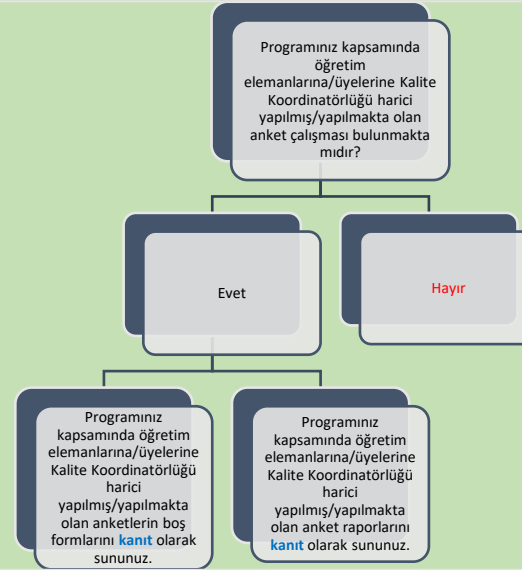 Programınız kapsamında
öğretim
elemanlarına/üyelerine Kalite
Koordinatörlüğü harici
yapılmış/yapılmakta olan
anket çalışması bulunmakta
mıdır?
Evet
Hayır
Programınız
kapsamında öğretim
elemanlarına/üyelerine
Kalite Koordinatörlüğü
harici
yapılmış/yapılmakta
olan anketlerin boş
formlarını kanıt olarak
sununuz.
Programınız
kapsamında öğretim
elemanlarına/üyelerine
Kalite Koordinatörlüğü
harici
yapılmış/yapılmakta
olan anket raporlarını
kanıt olarak sununuz.